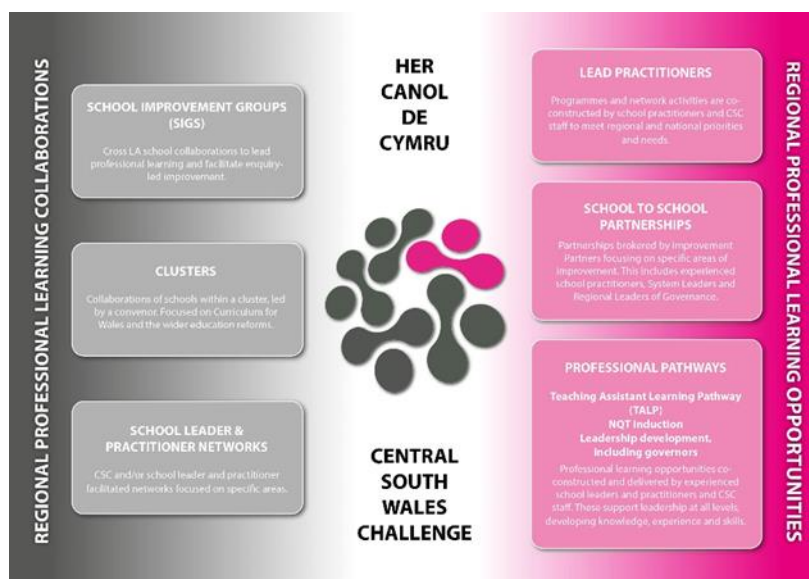 REGIONAL PROFESSIONAL LEARNING COLLABORATIONS
SCHOOL IMPROVEMENT GROUPS
(SIGS)
Cross LA school collaborations to lead
professional learning and facilitate enquiry-
led improvement.
CLUSTERS
Collaborations of schools within a cluster, led
by a convenor. Focused on Curriculum for
Wales and the wider education reforms.
SCHOOL LEADER &
PRACTITIONER NETWORKS
CSC and/or school leader and practitioner
facilitated networks focused on specific areas.
HER
CANOL
DE
CYMRU
CENTRAL
SOUTH
WALES
CHALLENGE
LEAD PRACTITIONERS
Programmes and network activities are co-
constructed by school practitioners and CSC
staff to meet regional and national priorities
and needs.
SCHOOL TO SCHOOL
PARTNERSHIPS
Partnerships brokered by Improvement
Partners focusing on specific areas of
improvement. This includes experienced
school practitioners, System Leaders and
Regional Leaders of Governance.
PROFESSIONAL PATHWAYS
Teaching Assistant Learning Pathway
(TALP)
NQT induction
Leadership development,
including governors
Professional learning opportunities co-
constructed and delivered by experienced
school leaders and practitioners and CSC
staff. These support leadership at all levels,
developing knowledge, experience and skills.
REGIONAL PROFESSIONAL LEARNING OPPORTUNITIES